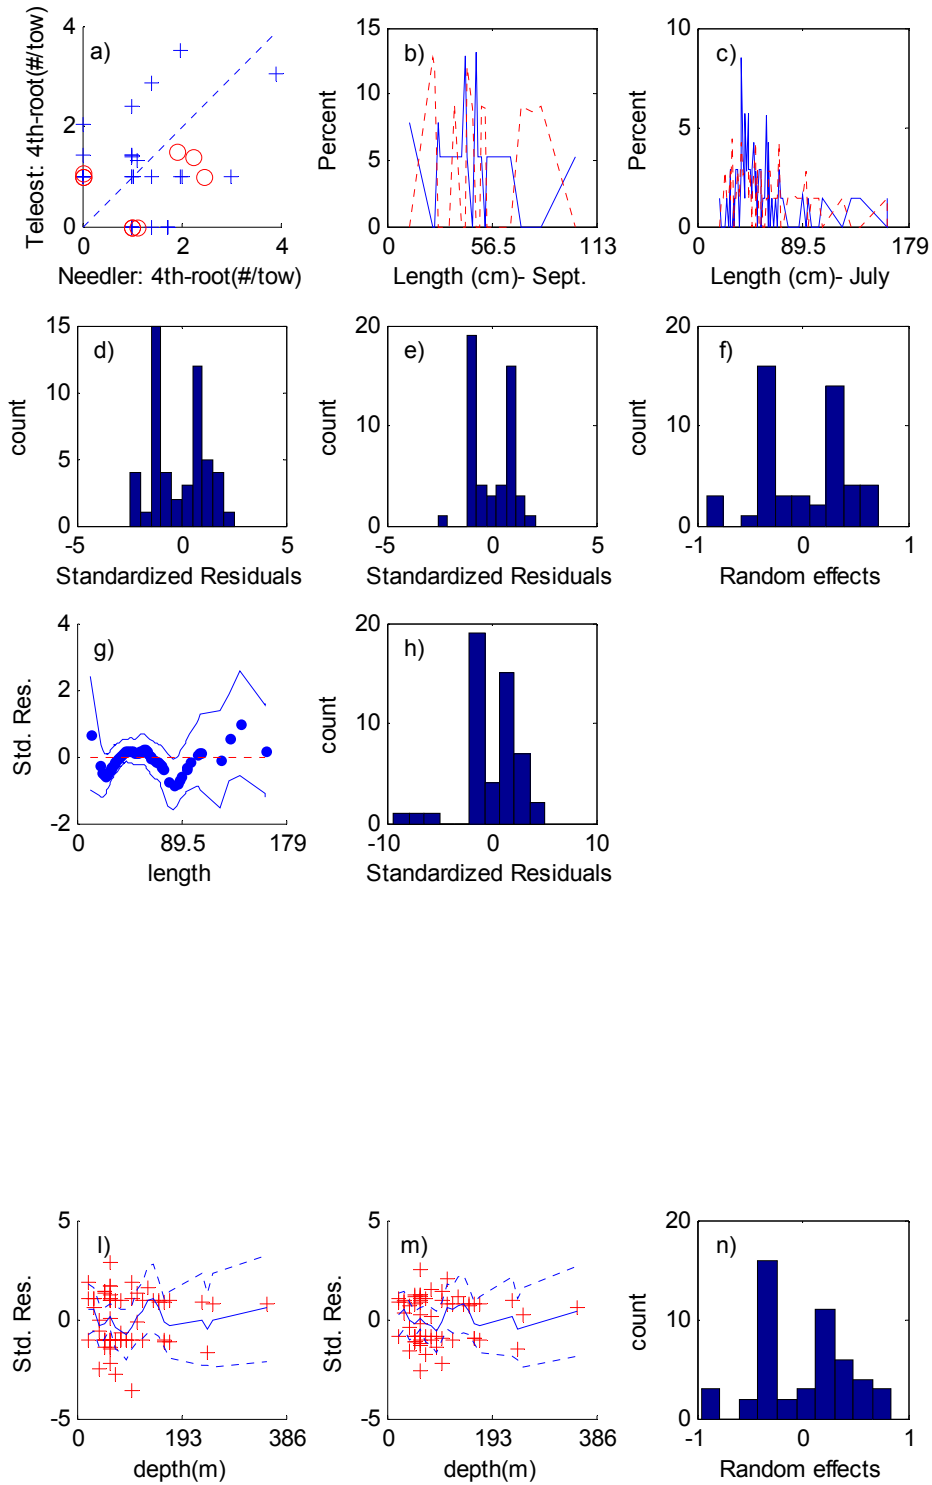 a)
Teleost: 4th-root(#/tow)
4
2
0
0
2
4
Needler: 4th-root(#/tow)
b)
Percent
15
10
5
0
0
56.5
113
Length (cm)- Sept.
c)
Percent
10
5
0
0
89.5
179
Length (cm)- July
d)
count
15
10
5
0
-5
0
5
Standardized Residuals
e)
count
20
10
0
-5
0
5
Standardized Residuals
f)
count
20
10
0
-1
0
1
Random effects
g)
Std. Res.
4
2
0
-2
0
89.5
179
length
h)
count
20
10
0
-10
0
10
Standardized Residuals
l)
Std. Res.
5
0
-5
0
193
386
depth(m)
m)
Std. Res.
5
0
-5
0
193
386
depth(m)
n)
count
20
10
0
-1
0
1
Random effects